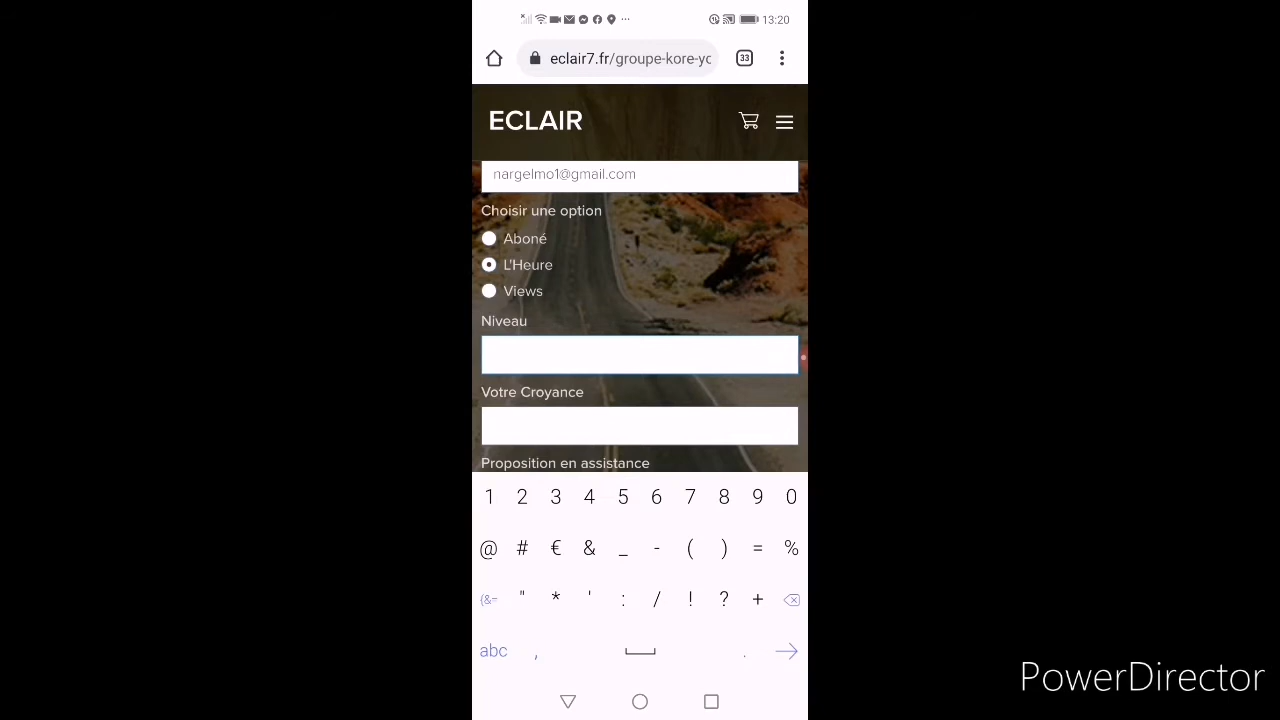 13:20
eclair7.fr/groupe-kore-yc
33
ECLAIR
nargelmo1@gmail.com
Choisir une option
Aboné
L'Heure
Views
Niveau
Votre Croyance
Proposition en assistance
1 2 3 4 5 6 7 8 9 0
@ # € & _ - ( ) = %
{&= " * ' : / ! ? +
abc , .
PowerDirector